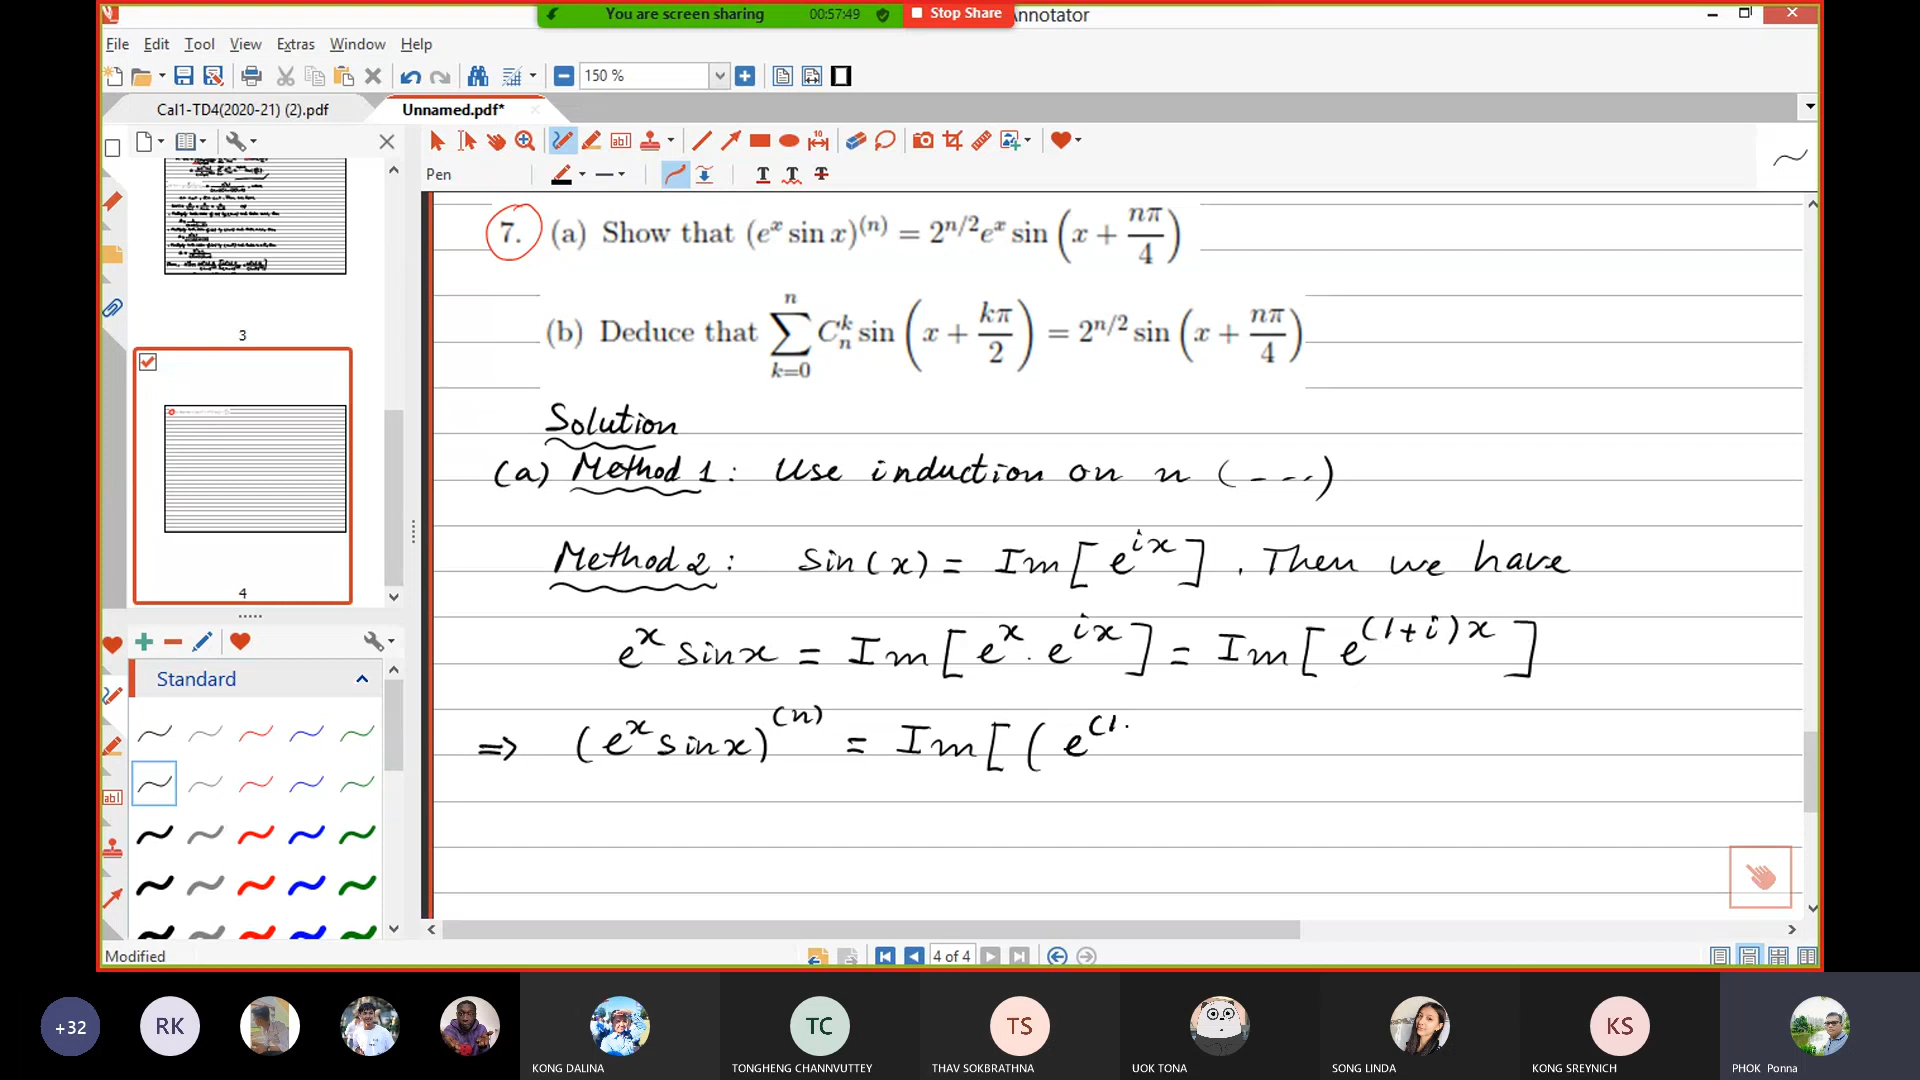 You are screen sharing 00:57:49 Stop Share Annotator
File Edit Tool View Extras Window Help
150 %
Cal1-TD4(2020-21) (2).pdf Unnamed.pdf*
Pen
7. (a) Show that (e^x sin x)^(n) = 2^{n/2} e^x sin (x + nπ/4)
(b) Deduce that ∑_{k=0}^{n} C_n^k sin (x + kπ/2) = 2^{n/2} sin (x + nπ/4)
Solution
(a) Method 1: Use induction on n (---)
Method 2: Sin(x) = Im[e^{ix}]. Then we have
e^x sinx = Im[e^x . e^{ix}] = Im[e^{(1+i)x}]
⇒ (e^x sinx)^(n) = Im[(e^{(1.
3
4
Standard
Modified
4 of 4
+32
RK
KONG DALINA
TC
TONGHENG CHANNVUTTEY
TS
THAV SOKBRATHNA
UOK TONA
SONG LINDA
KS
KONG SREYNICH
PHOK Ponna